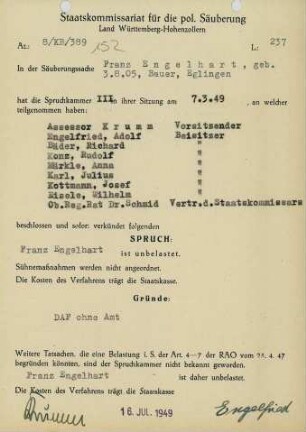 Staatskommissariat für die pol. Säuberung
Land Württemberg-Hohenzollern
Az.: 8/KB/389 152 L: 237
In der Säuberungssache Franz Engelhart, geb.
3.8.05, Bauer, Eglingen
hat die Spruchkammer III in ihrer Sitzung am 7.3.49, an welcher
teilgenommen haben:
Assessor Krumm Vorsitzender
Engelfried, Adolf Beisitzer
Bäder, Richard "
Konz, Rudolf "
Märkle, Anna "
Karl, Julius "
Kottmann, Josef "
Eisele, Wilhelm "
Ob.Reg.Rat Dr.Schmid Vertr.d.Staatskommissars
beschlossen und sofort verkündet folgenden
SPRUCH:
Franz Engelhart
ist unbelastet.
Sühnemaßnahmen werden nicht angeordnet.
Die Kosten des Verfahrens trägt die Staatskasse.
Gründe:
DAF ohne Amt
Weitere Tatsachen, die eine Belastung i. S. der Art. 4–7 der RAO vom 25. 4. 47
begründen könnten, sind der Spruchkammer nicht bekannt geworden.
Franz Engelhart ist daher unbelastet.
Die Kosten des Verfahrens trägt die Staatskasse
Krumm 16 JUL. 1949 Engelfried